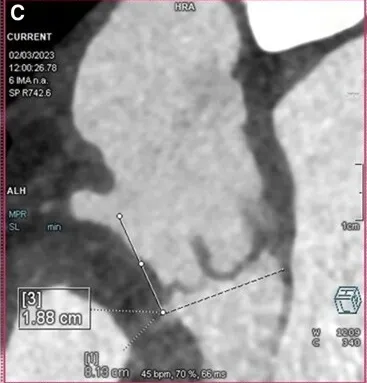 C
HRA
CURRENT
02/03/2023
12:00:26.78
6 IMA n.a.
SP R742.6
ALH
MPR
SL min
1cm
[3]
1.88 cm
[1]
45 bpm, 70 %, 66 ms
W 1209
C 340